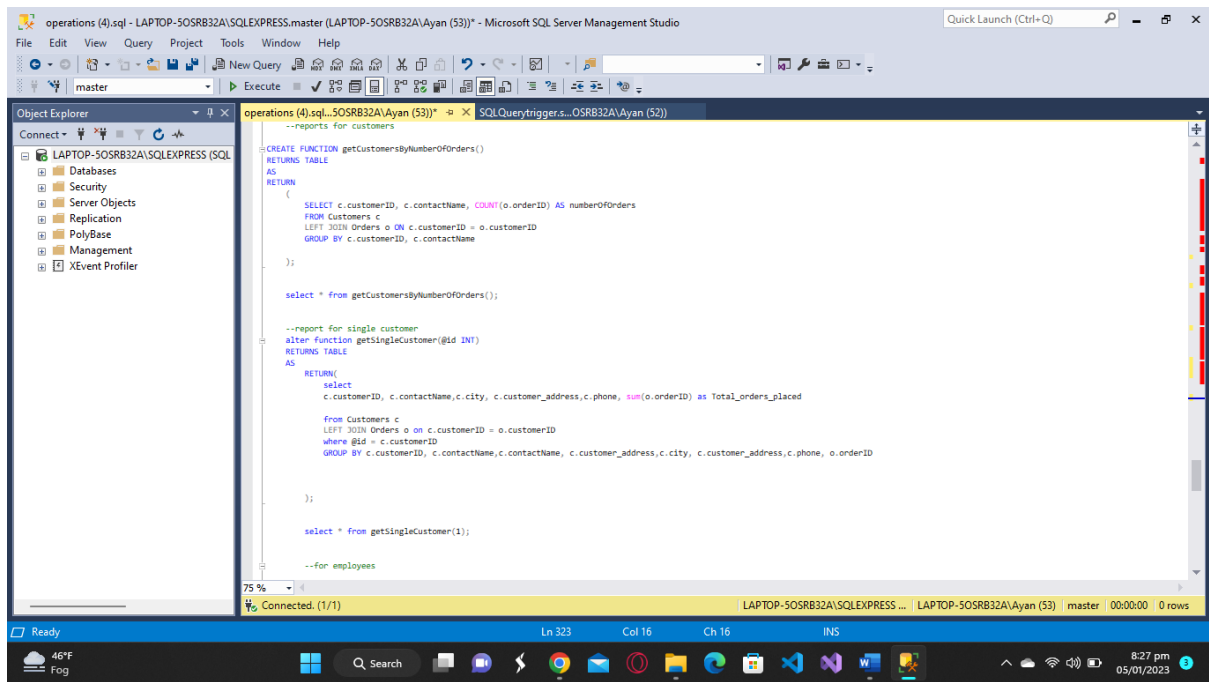 operations (4).sql - LAPTOP-5OSRB32A\SQLEXPRESS.master (LAPTOP-5OSRB32A\Ayan (53))* - Microsoft SQL Server Management Studio
Quick Launch (Ctrl+Q)
File Edit View Query Project Tools Window Help
New Query MDX DMX XMLA DAX
master Execute
Object Explorer
operations (4).sql...5OSRB32A\Ayan (53))* SQLQuerytrigger.s...OSRB32A\Ayan (52))
Connect
LAPTOP-5OSRB32A\SQLEXPRESS (SQL
Databases
Security
Server Objects
Replication
PolyBase
Management
XEvent Profiler
--reports for customers
CREATE FUNCTION getCustomersByNumberOfOrders()
RETURNS TABLE
AS
RETURN
(
SELECT c.customerID, c.contactName, COUNT(o.orderID) AS numberOfOrders
FROM Customers c
LEFT JOIN Orders o ON c.customerID = o.customerID
GROUP BY c.customerID, c.contactName
);
select * from getCustomersByNumberOfOrders();
--report for single customer
alter function getSingleCustomer(@id INT)
RETURNS TABLE
AS
RETURN(
select
c.customerID, c.contactName,c.city, c.customer_address,c.phone, sum(o.orderID) as Total_orders_placed
from Customers c
LEFT JOIN Orders o on c.customerID = o.customerID
where @id = c.customerID
GROUP BY c.customerID, c.contactName,c.contactName, c.customer_address,c.city, c.customer_address,c.phone, o.orderID
);
select * from getSingleCustomer(1);
--for employees
75 %
Connected. (1/1)
LAPTOP-5OSRB32A\SQLEXPRESS ... LAPTOP-5OSRB32A\Ayan (53) master 00:00:00 0 rows
Ready Ln 323 Col 16 Ch 16 INS
46°F
Fog
Search
8:27 pm
05/01/2023
3